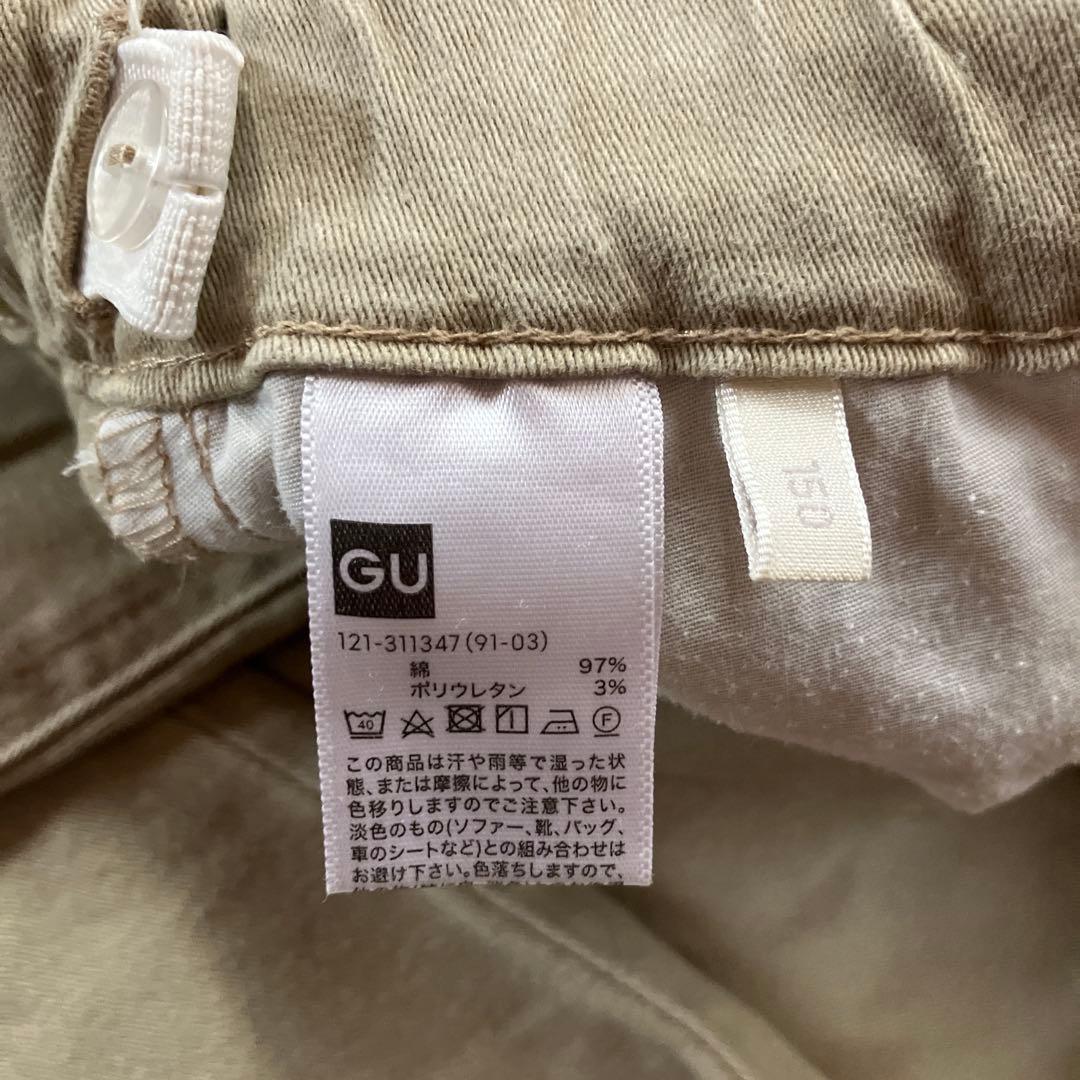 GU
121-311347(91-03)
綿 97%
ポリウレタン 3%
40
F
この商品は汗や雨等で湿った状
態、または摩擦によって、他の物に
色移りしますのでご注意下さい。
淡色のもの(ソファー、靴、バッグ、
車のシートなど)との組み合わせは
お避け下さい。色落ちしますので、
150